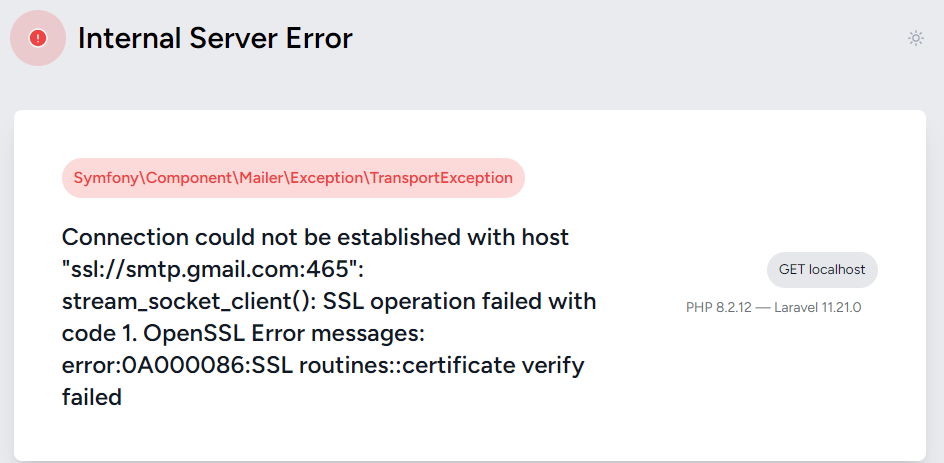 Internal Server Error
Symfony\Component\Mailer\Exception\TransportException
Connection could not be established with host
"ssl://smtp.gmail.com:465":
stream_socket_client(): SSL operation failed with
code 1. OpenSSL Error messages:
error:0A000086:SSL routines::certificate verify
failed
GET localhost
PHP 8.2.12 — Laravel 11.21.0